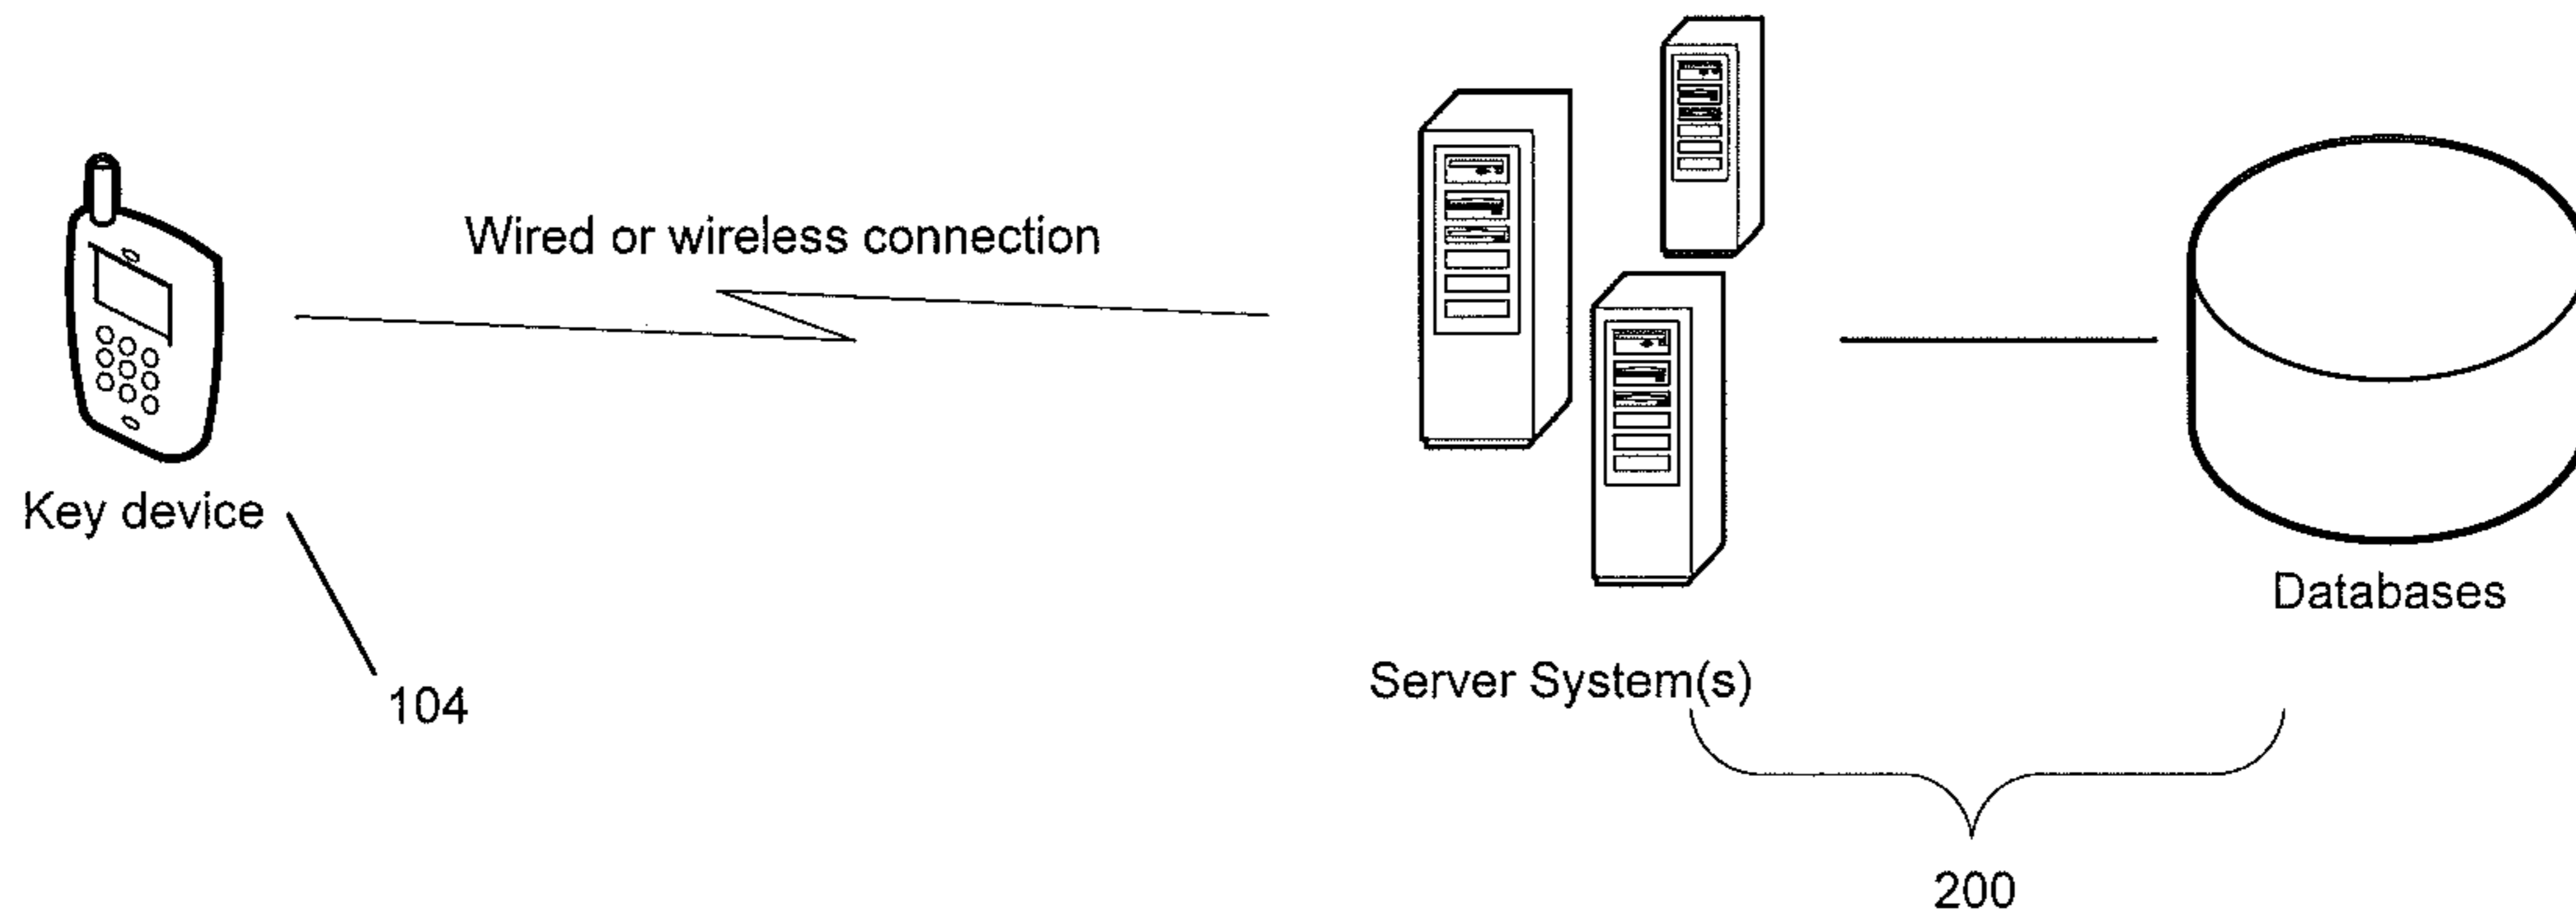 Wired or wireless connection
Key device
Databases
Server System(s)
104
200